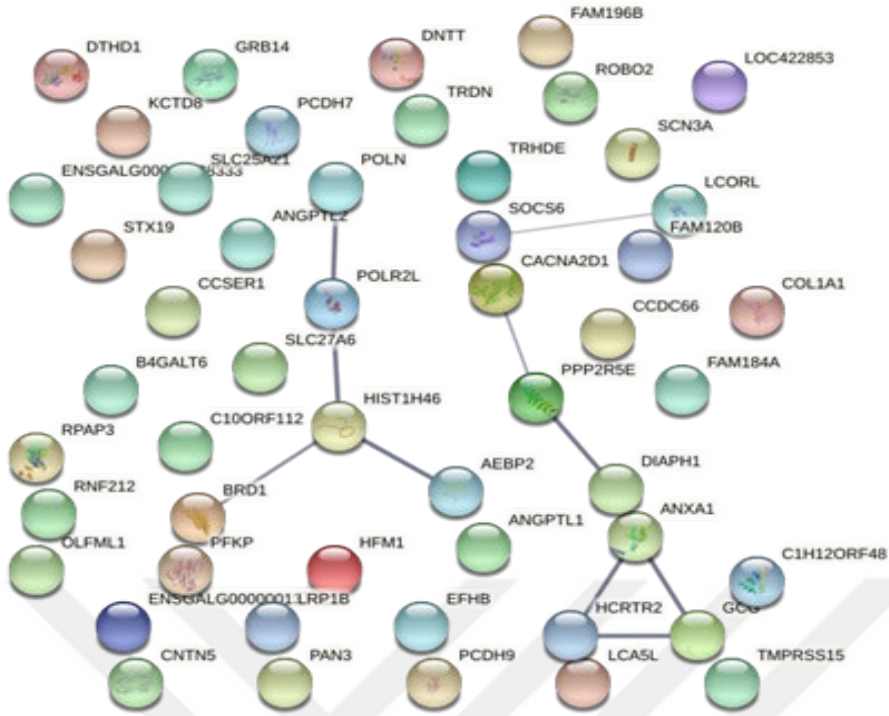 FAM196B
DTHD1
GRB14
DNTT
ROBO2
LOC422853
KCTD8
PCDH7
TRDN
SCN3A
SLC25A21
POLN
TRHDE
LCORL
STX19
ANGPTL2
SOCS6
FAM120B
CCSER1
POLR2L
CACNA2D1
COL1A1
CCDC66
SLC27A6
B4GALT6
PPP2R5E
FAM184A
HIST1H46
C10ORF112
RPAP3
AEBP2
DIAPH1
RNF212
BRD1
ANXA1
ANGPTL1
OLFML1
PFKP
HFM1
C1H12ORF48
LRP1B
EFHB
HCRTR2
GCG
CNTN5
PAN3
PCDH9
LCA5L
TMPRSS15